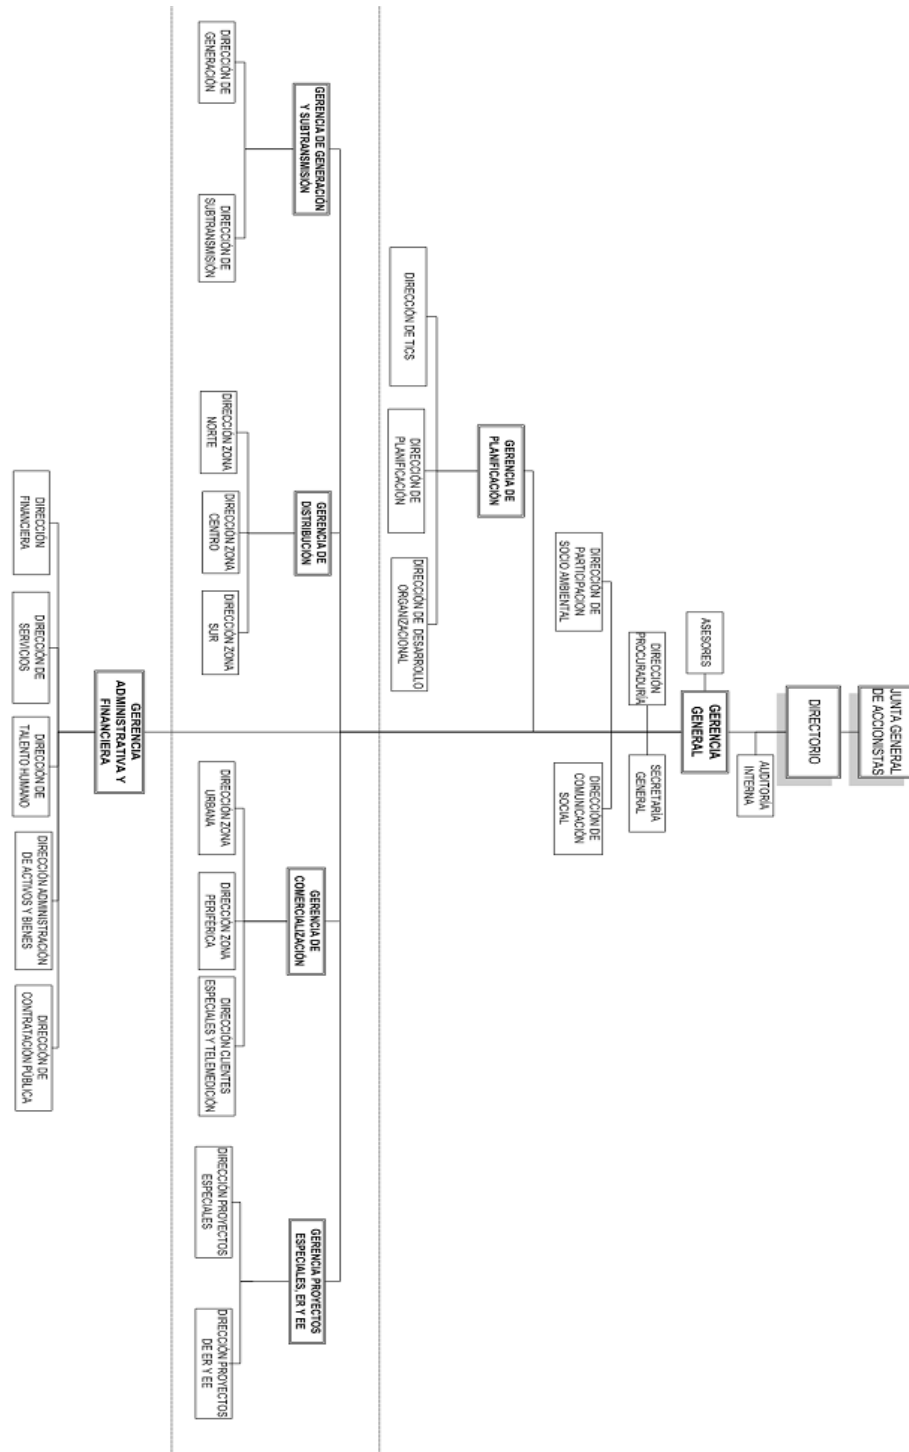 JUNTA GENERAL
DE ACCIONISTAS
DIRECTORIO
AUDITORÍA
INTERNA
ASESORES
GERENCIA
GENERAL
DIRECCIÓN
PROCURADURÍA
SECRETARIA
GENERAL
DIRECCIÓN DE
PARTICIPACION
SOCIO AMBIENTAL
DIRECCIÓN DE
COMUNICACIÓN
SOCIAL
GERENCIA DE
PLANIFICACIÓN
DIRECCIÓN DE TICS
DIRECCIÓN DE
PLANIFICACIÓN
DIRECCIÓN DE DESARROLLO
ORGANIZACIONAL
GERENCIA DE GENERACIÓN
Y SUBTRANSMISIÓN
GERENCIA DE
DISTRIBUCIÓN
GERENCIA DE
COMERCIALIZACIÓN
GERENCIA PROYECTOS
ESPECIALES, ER Y EE
DIRECCIÓN DE
GENERACIÓN
DIRECCIÓN DE
SUBTRANSMISIÓN
DIRECCIÓN ZONA
NORTE
DIRECCIÓN ZONA
CENTRO
DIRECCIÓN ZONA
SUR
DIRECCIÓN ZONA
URBANA
DIRECCIÓN ZONA
PERIFÉRICA
DIRECCIÓN CLIENTES
ESPECIALES Y TELEMEDICIÓN
DIRECCIÓN PROYECTOS
ESPECIALES
DIRECCIÓN PROYECTOS
DE ER Y EE
GERENCIA
ADMINISTRATIVA Y
FINANCIERA
DIRECCIÓN
FINANCIERA
DIRECCIÓN DE
SERVICIOS
DIRECCIÓN DE
TALENTO HUMANO
DIRECCIÓN ADMINISTRACIÓN
DE ACTIVOS Y BIENES
DIRECCIÓN DE
CONTRATACIÓN PÚBLICA